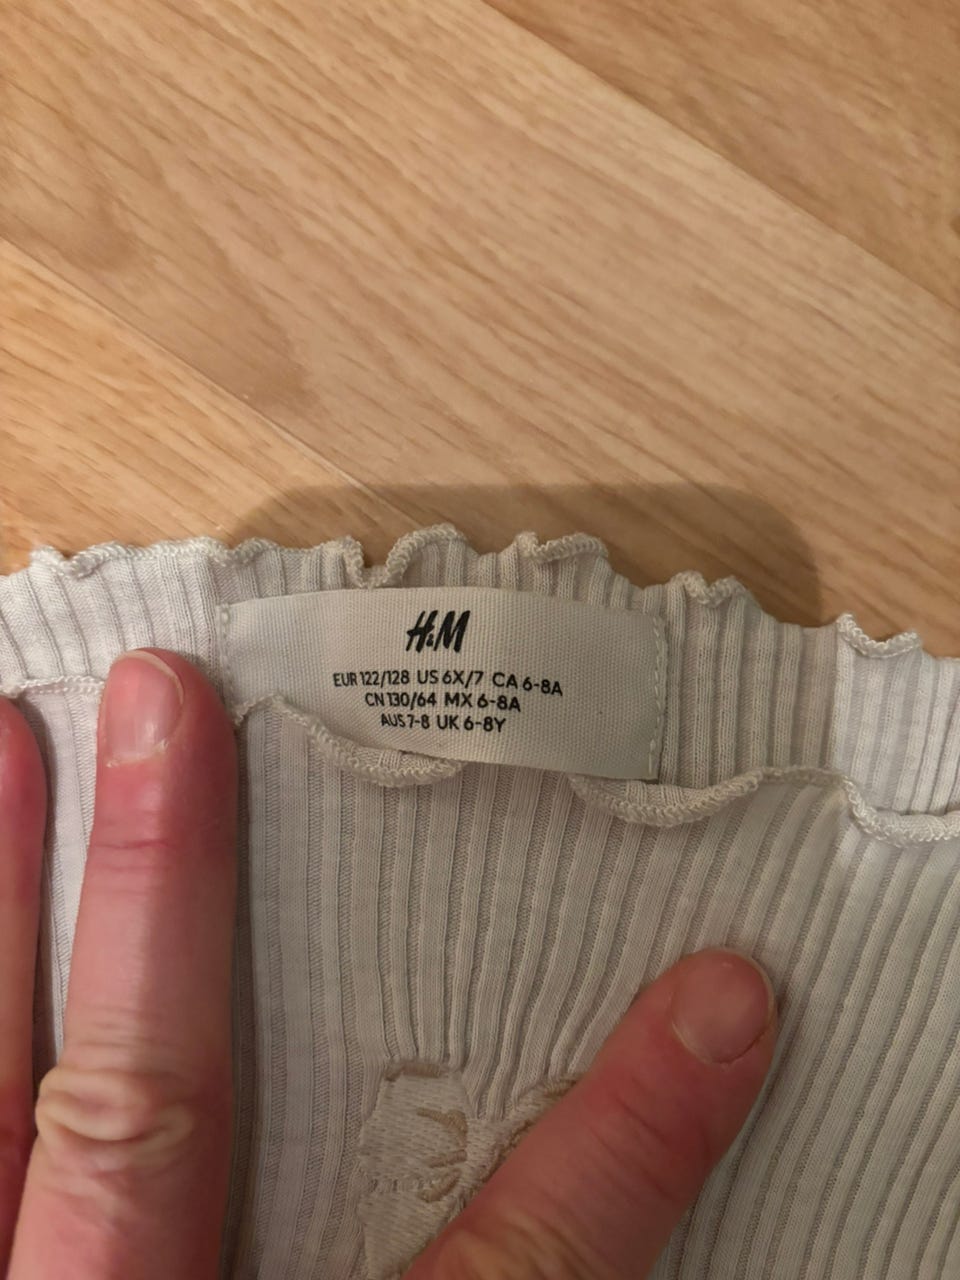 H&M
EUR 122/128 US 6X/7 CA 6-8A
CN 130/64 MX 6-8A
AUS 7-8 UK 6-8Y